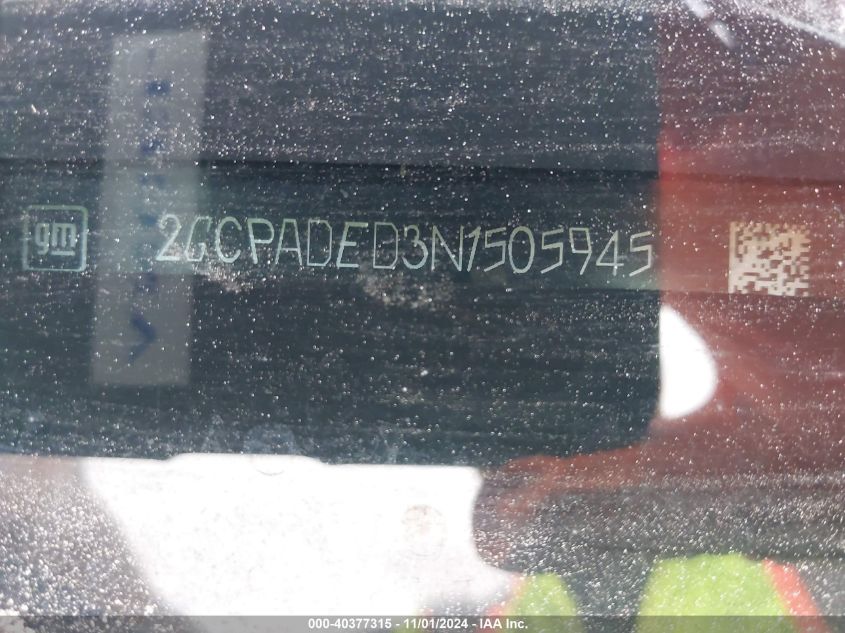 gm 2GCPADED3N1505945
000-40377315 - 11/01/2024 - IAA Inc.